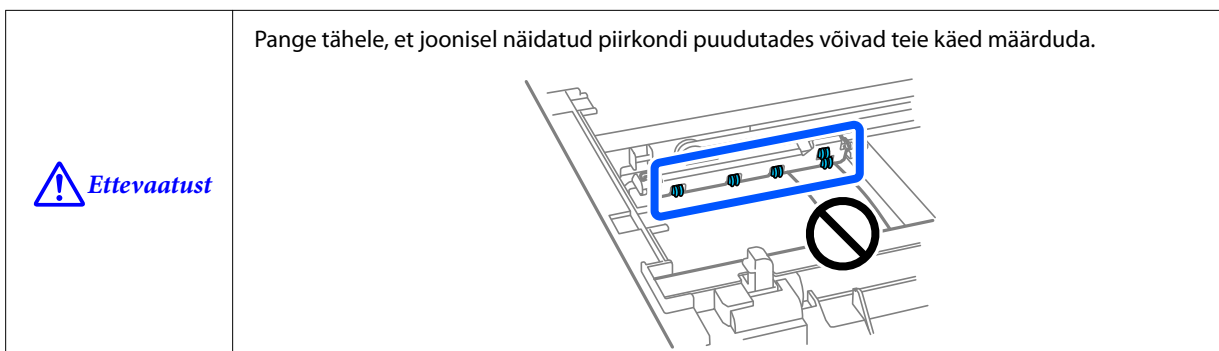 Pange tähele, et joonisel näidatud piirkondi puudutades võivad teie käed määrduda.
Ettevaatust